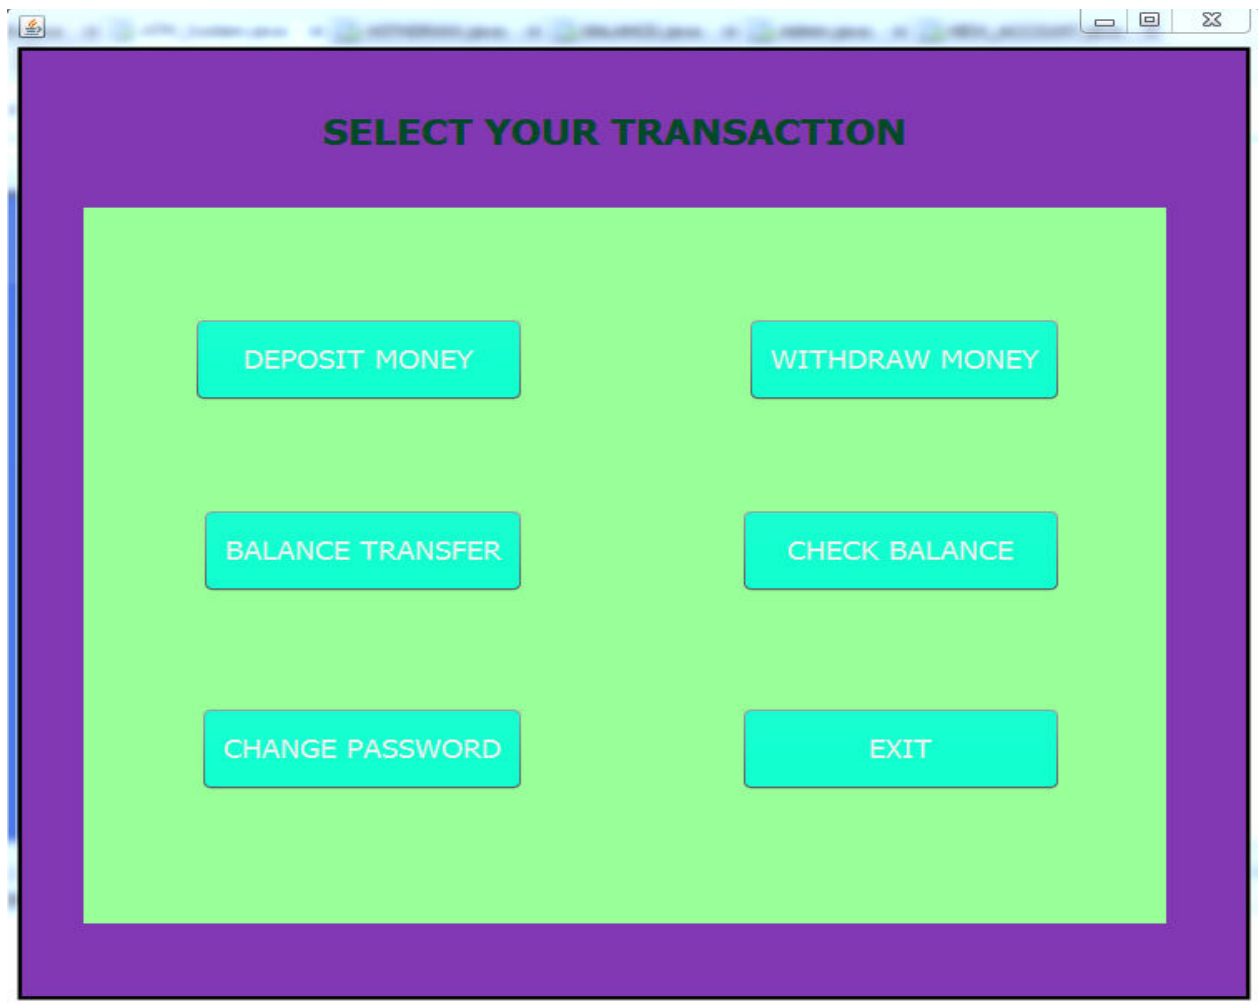 SELECT YOUR TRANSACTION
DEPOSIT MONEY
WITHDRAW MONEY
BALANCE TRANSFER
CHECK BALANCE
CHANGE PASSWORD
EXIT